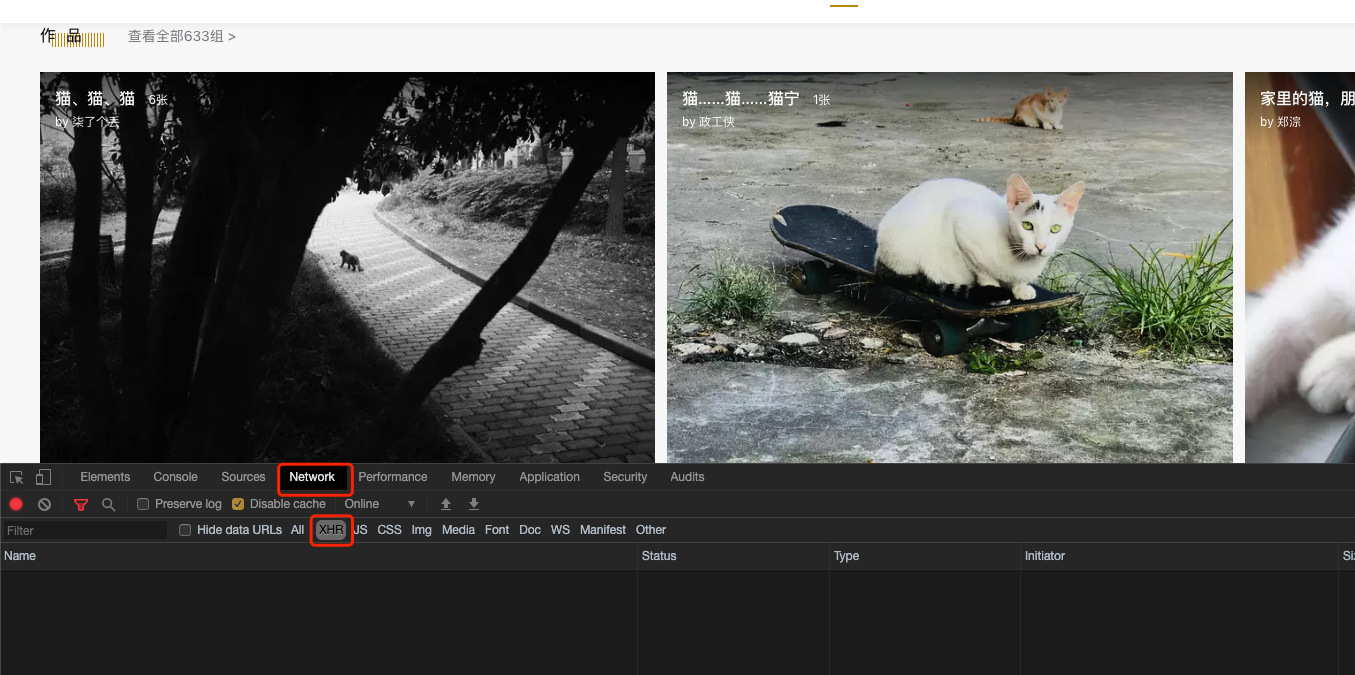 作 品 查看全部633组 >
猫、猫、猫 6张
by 柒了个丢
猫……猫……猫宁 1张
by 政工侠
家里的猫，朋
by 郑淙
Elements Console Sources Network Performance Memory Application Security Audits
Preserve log Disable cache Online
Filter Hide data URLs All XHR JS CSS Img Media Font Doc WS Manifest Other
Name Status Type Initiator